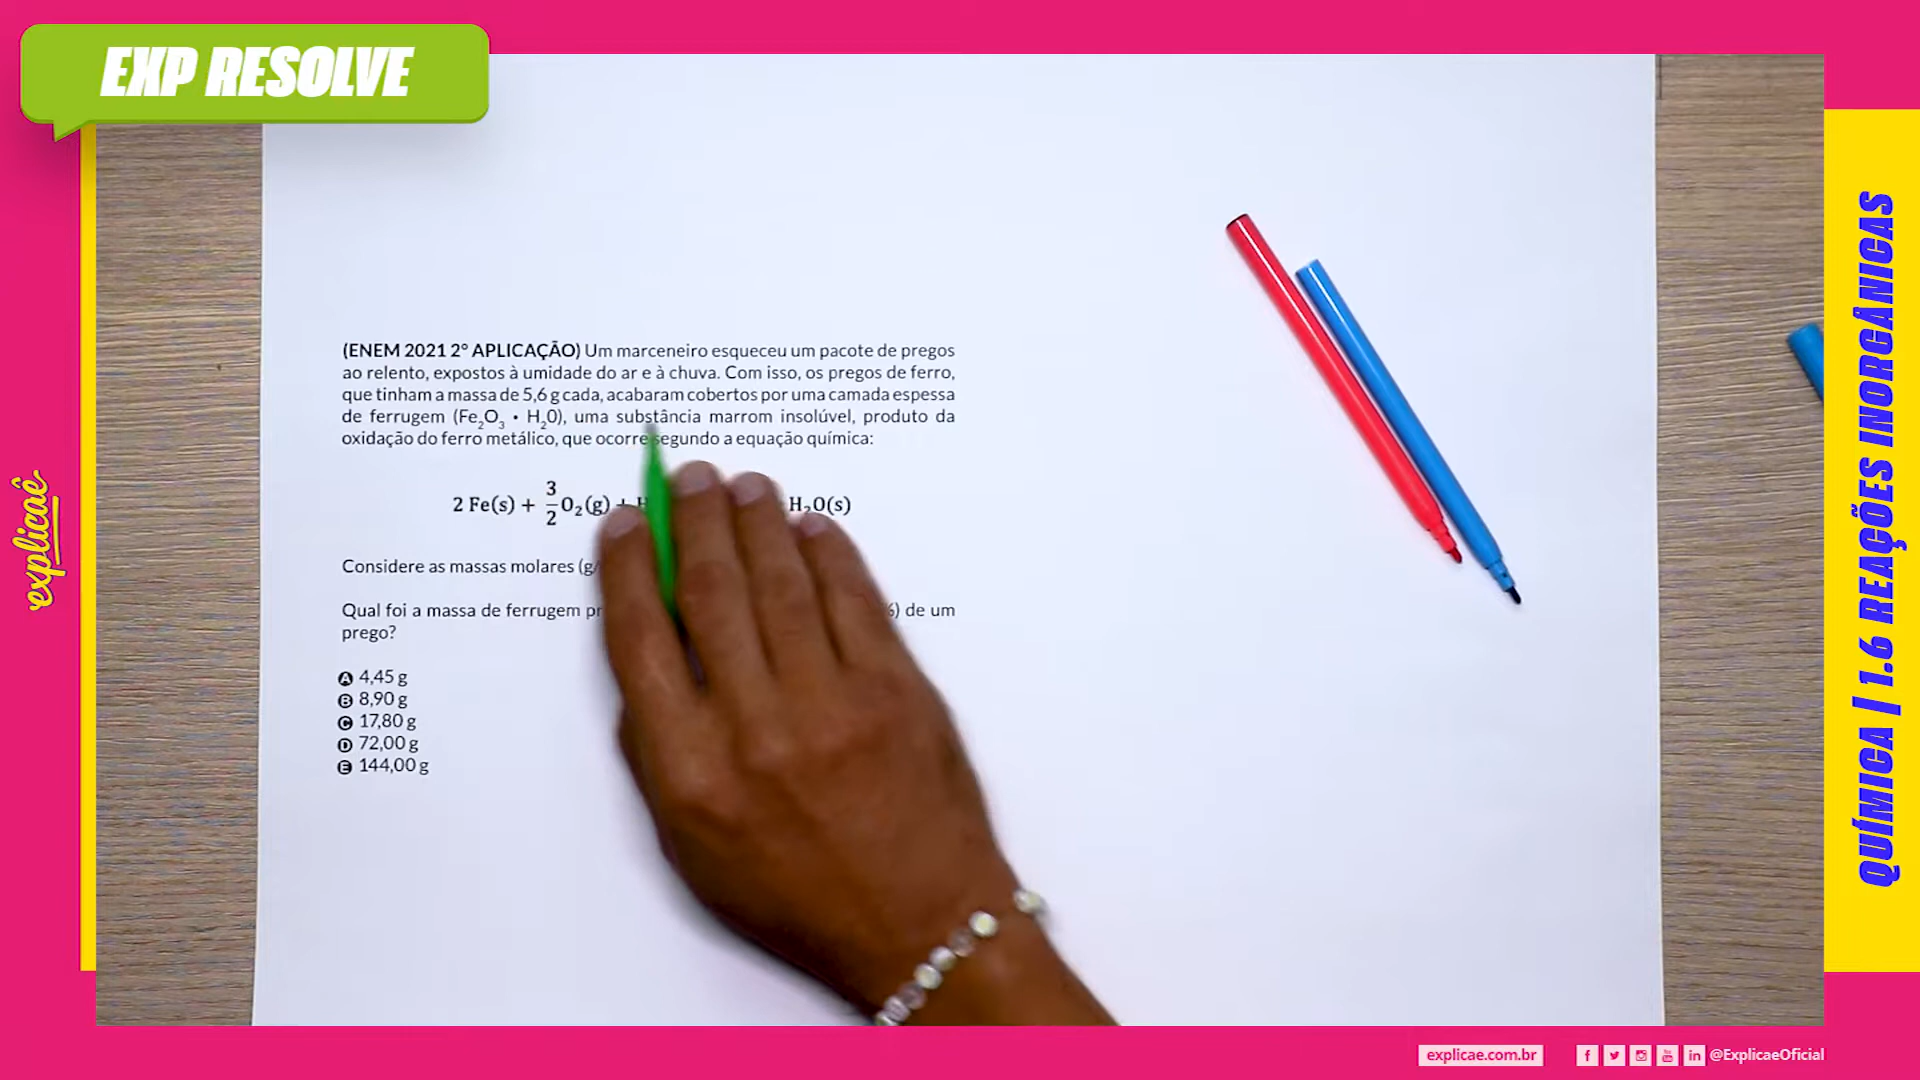 EXP RESOLVE
(ENEM 2021 2° APLICAÇÃO) Um marceneiro esqueceu um pacote de pregos
ao relento, expostos à umidade do ar e à chuva. Com isso, os pregos de ferro,
que tinham a massa de 5,6 g cada, acabaram cobertos por uma camada espessa
de ferrugem (Fe₂O₃ • H₂0), uma substância marrom insolúvel, produto da
oxidação do ferro metálico, que ocorre segundo a equação química:
2 Fe(s) + 3/2 O₂(g) + H₂O(s)
Considere as massas molares
Qual foi a massa de ferrugem de um
prego?
A 4,45 g
B 8,90 g
C 17,80 g
D 72,00 g
E 144,00 g
explicaê
QUÍMICA | 1.6 REAÇÕES INORGÂNICAS
explicae.com.br
@ExplicaeOficial